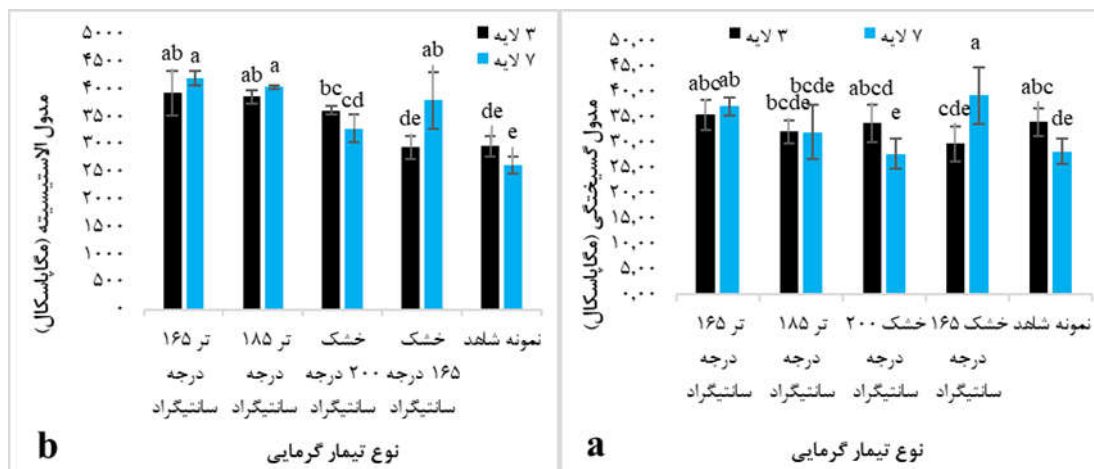 ۵۰۰۰
۴۵۰۰
۴۰۰۰
۳۵۰۰
۳۰۰۰
۲۵۰۰
۲۰۰۰
۱۵۰۰
۱۰۰۰
۵۰۰
۰
مدول الاستیسیته (مگاپاسکال)
۳ لایه
۷ لایه
ab
a
ab
a
bc
cd
de
ab
de
e
تر ۱۶۵
درجه
سانتیگراد
تر ۱۸۵
درجه
سانتیگراد
خشک
۲۰۰ درجه
سانتیگراد
خشک
۱۶۵ درجه
سانتیگراد
نمونه شاهد
نوع تیمار گرمایی
b
۵۰,۰۰
۴۵,۰۰
۴۰,۰۰
۳۵,۰۰
۳۰,۰۰
۲۵,۰۰
۲۰,۰۰
۱۵,۰۰
۱۰,۰۰
۵,۰۰
۰,۰۰
مدول گسیختگی (مگاپاسکال)
۳ لایه
۷ لایه
abc
ab
bcde
bcde
abcd
e
cde
a
abc
de
تر ۱۶۵
درجه
سانتیگراد
تر ۱۸۵
درجه
سانتیگراد
خشک ۲۰۰
درجه
سانتیگراد
خشک ۱۶۵
درجه
سانتیگراد
نمونه شاهد
نوع تیمار گرمایی
a